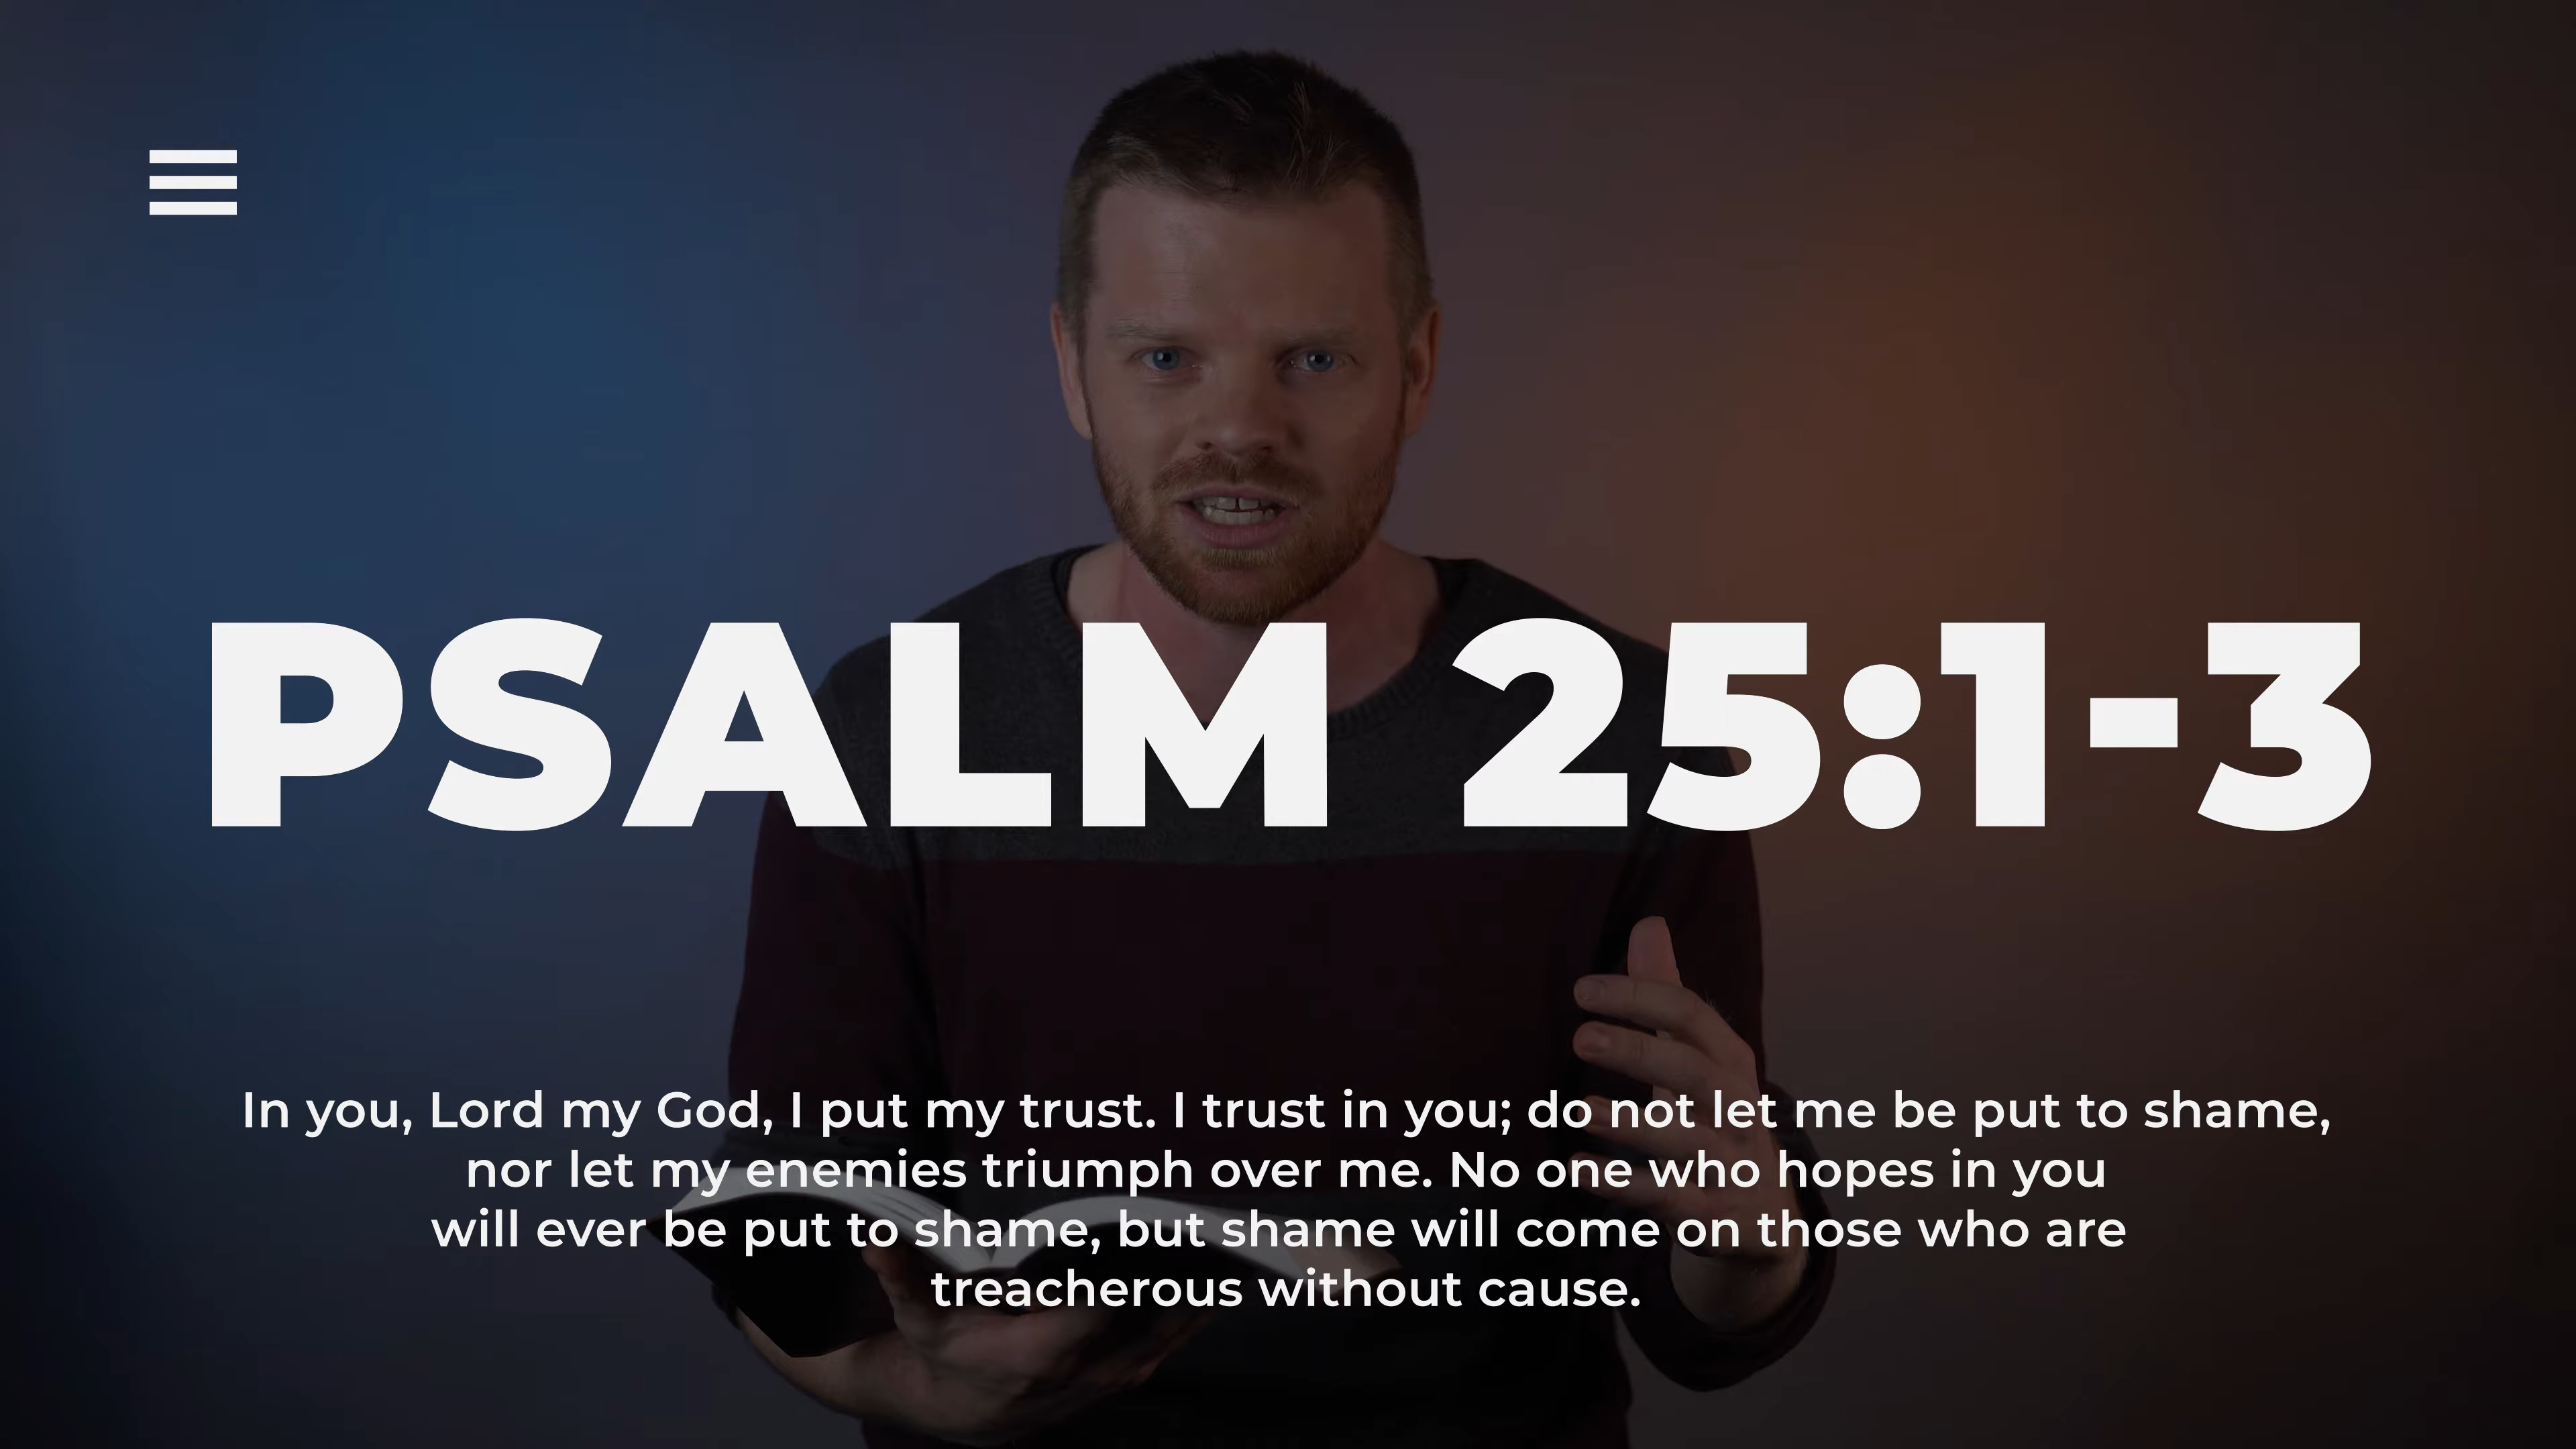 PSALM 25:1-3
In you, Lord my God, I put my trust. I trust in you; do not let me be put to shame,
nor let my enemies triumph over me. No one who hopes in you
will ever be put to shame, but shame will come on those who are
treacherous without cause.